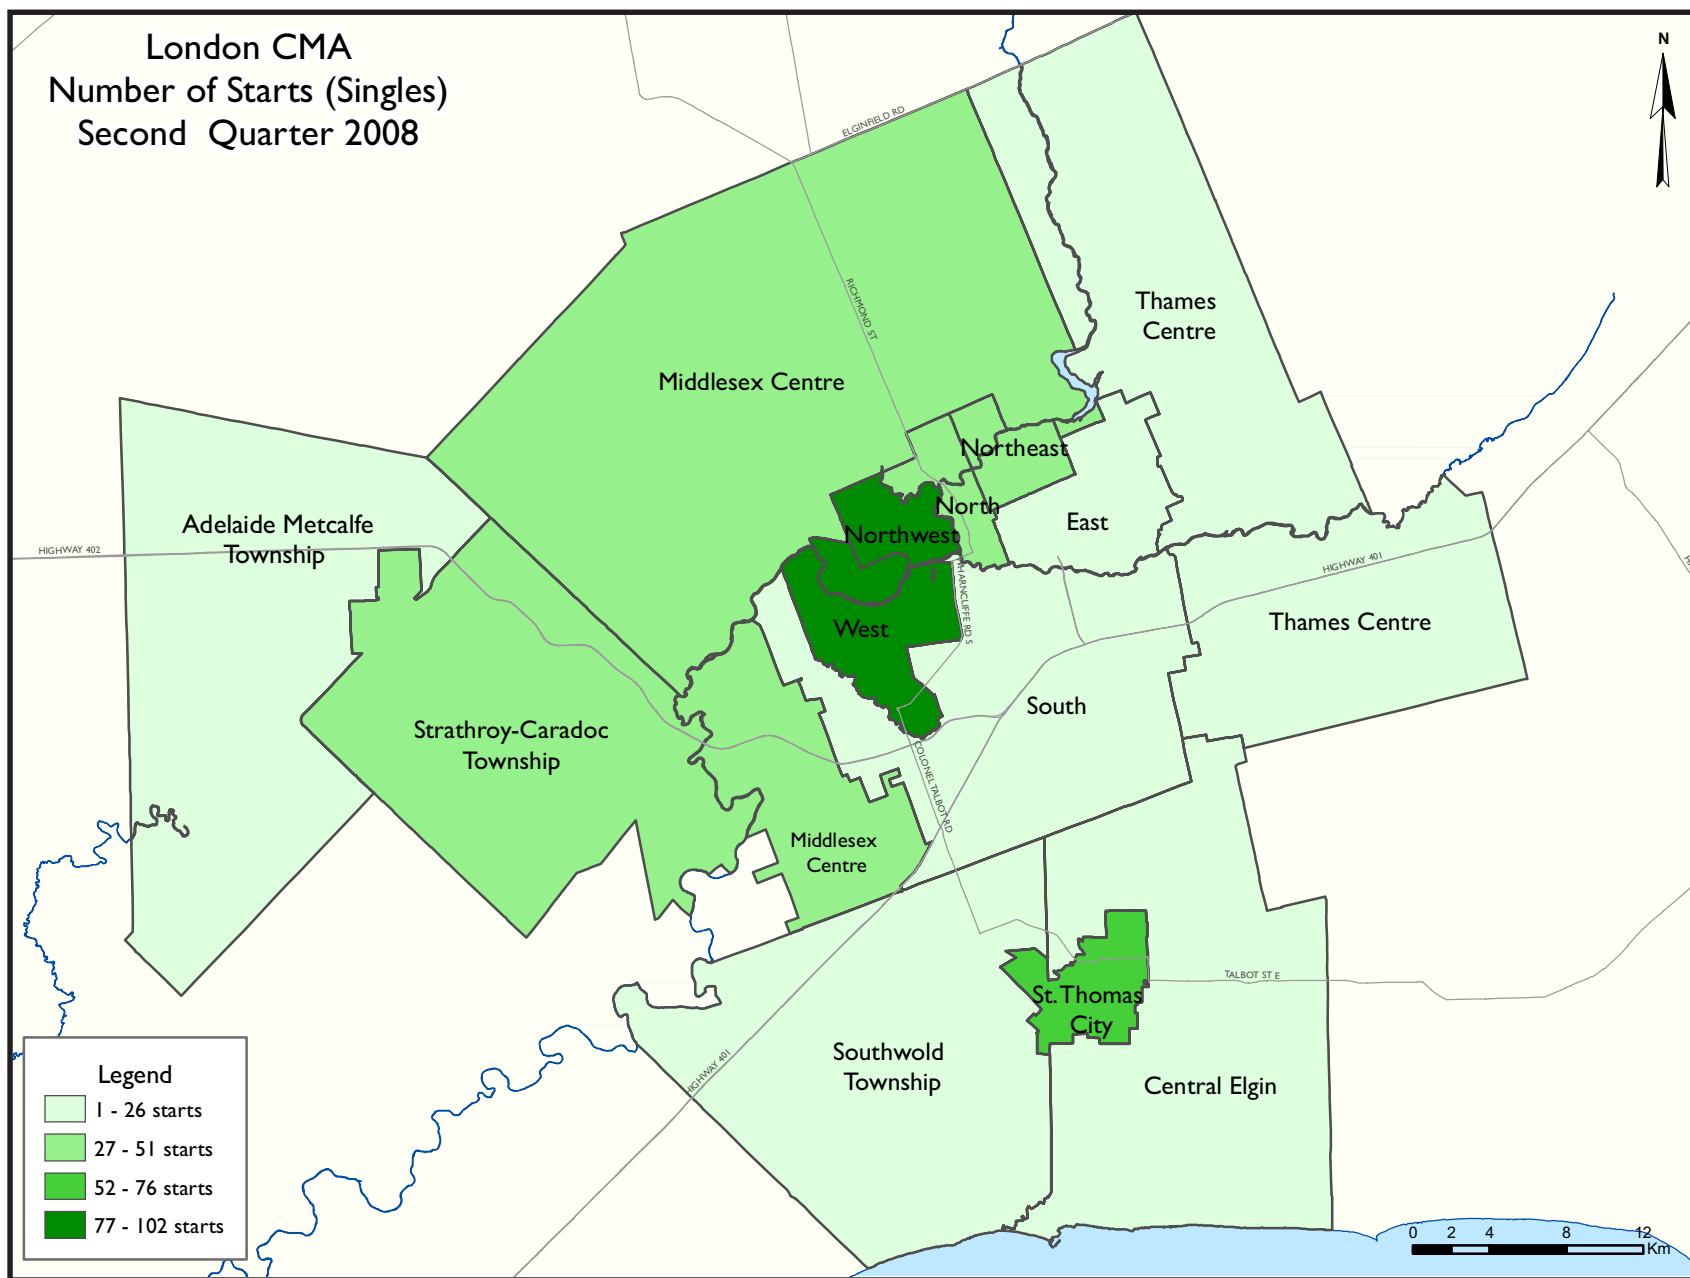 London CMA
Number of Starts (Singles)
Second Quarter 2008
N
ELGINFIELD RD
RICHMOND ST
Thames
Centre
Middlesex Centre
Northeast
North
East
Northwest
Adelaide Metcalfe
Township
HIGHWAY 402
HIGHWAY 401
WHARNCLIFFE RD S
West
Thames Centre
South
Strathroy-Caradoc
Township
COLONEL TALBOT RD
Middlesex
Centre
TALBOT ST E
St. Thomas
City
Southwold
Township
HIGHWAY 401
Central Elgin
Legend
1 - 26 starts
27 - 51 starts
52 - 76 starts
77 - 102 starts
0 2 4 8 12
Km